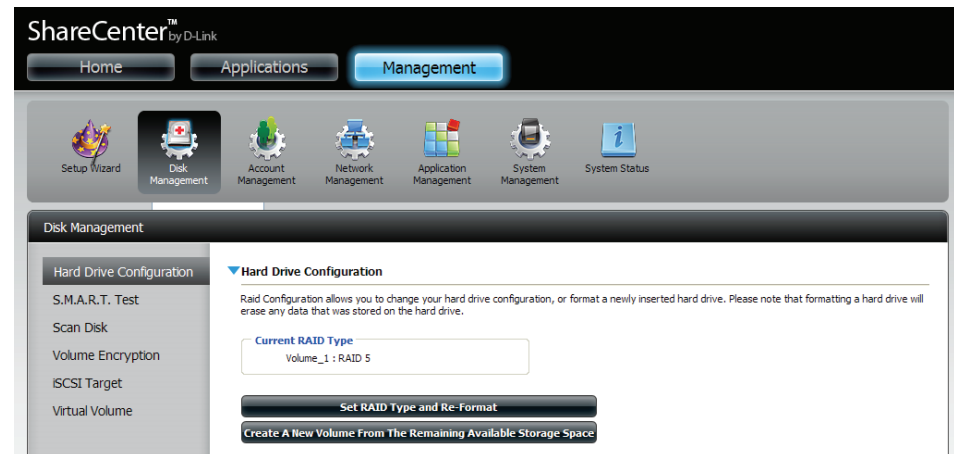 ShareCenter™ by D-Link
Home Applications Management
Setup Wizard
Disk Management
Account Management
Network Management
Application Management
System Management
System Status
Disk Management
Hard Drive Configuration
S.M.A.R.T. Test
Scan Disk
Volume Encryption
iSCSI Target
Virtual Volume
Hard Drive Configuration
Raid Configuration allows you to change your hard drive configuration, or format a newly inserted hard drive. Please note that formatting a hard drive will
erase any data that was stored on the hard drive.
Current RAID Type
Volume_1 : RAID 5
Set RAID Type and Re-Format
Create A New Volume From The Remaining Available Storage Space